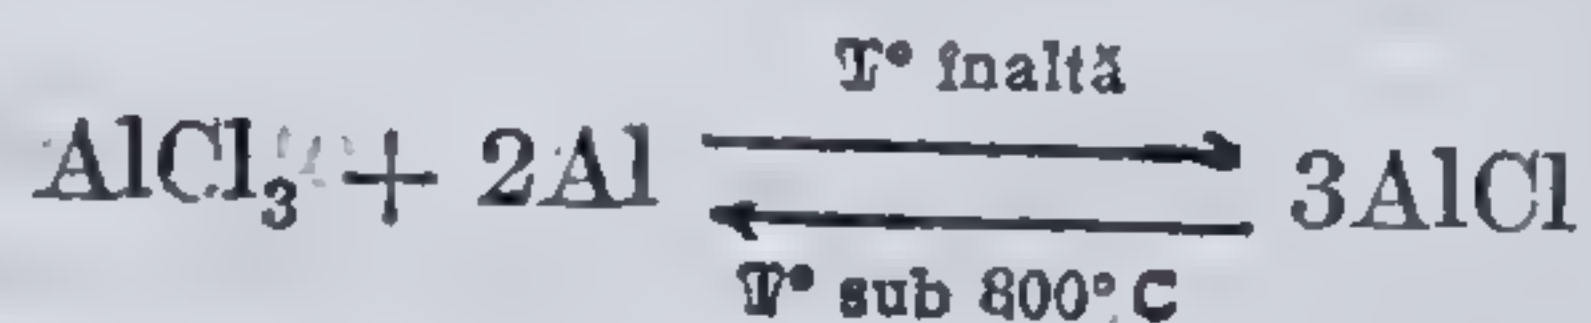 T° înaltă
AlCl₃ + 2Al ⇄ 3AlCl
T° sub 800° C